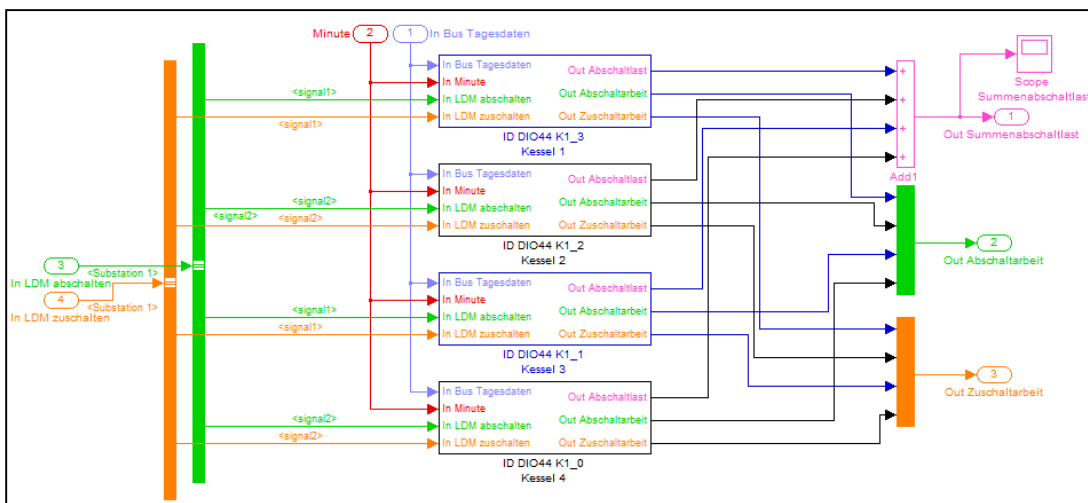 Minute
2
1
In Bus Tagesdaten
<signal1>
<signal1>
In Bus Tagesdaten
In Minute
In LDM abschalten
In LDM zuschalten
Out Abschaltlast
Out Abschaltarbeit
Out Zuschaltarbeit
ID DIO44 K1_3
Kessel 1
<signal2>
<signal2>
<signal2>
In Bus Tagesdaten
In Minute
In LDM abschalten
In LDM zuschalten
Out Abschaltlast
Out Abschaltarbeit
Out Zuschaltarbeit
ID DIO44 K1_2
Kessel 2
3
In LDM abschalten
<Substation 1>
4
In LDM zuschalten
<Substation 1>
<signal1>
<signal1>
In Bus Tagesdaten
In Minute
In LDM abschalten
In LDM zuschalten
Out Abschaltlast
Out Abschaltarbeit
Out Zuschaltarbeit
ID DIO44 K1_1
Kessel 3
<signal2>
<signal2>
In Bus Tagesdaten
In Minute
In LDM abschalten
In LDM zuschalten
Out Abschaltlast
Out Abschaltarbeit
Out Zuschaltarbeit
ID DIO44 K1_0
Kessel 4
+
+
+
+
Add1
Scope
Summenabschaltlast
1
Out Summenabschaltlast
2
Out Abschaltarbeit
3
Out Zuschaltarbeit